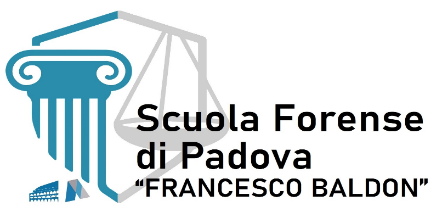 Scuola Forense
di Padova
“FRANCESCO BALDON”